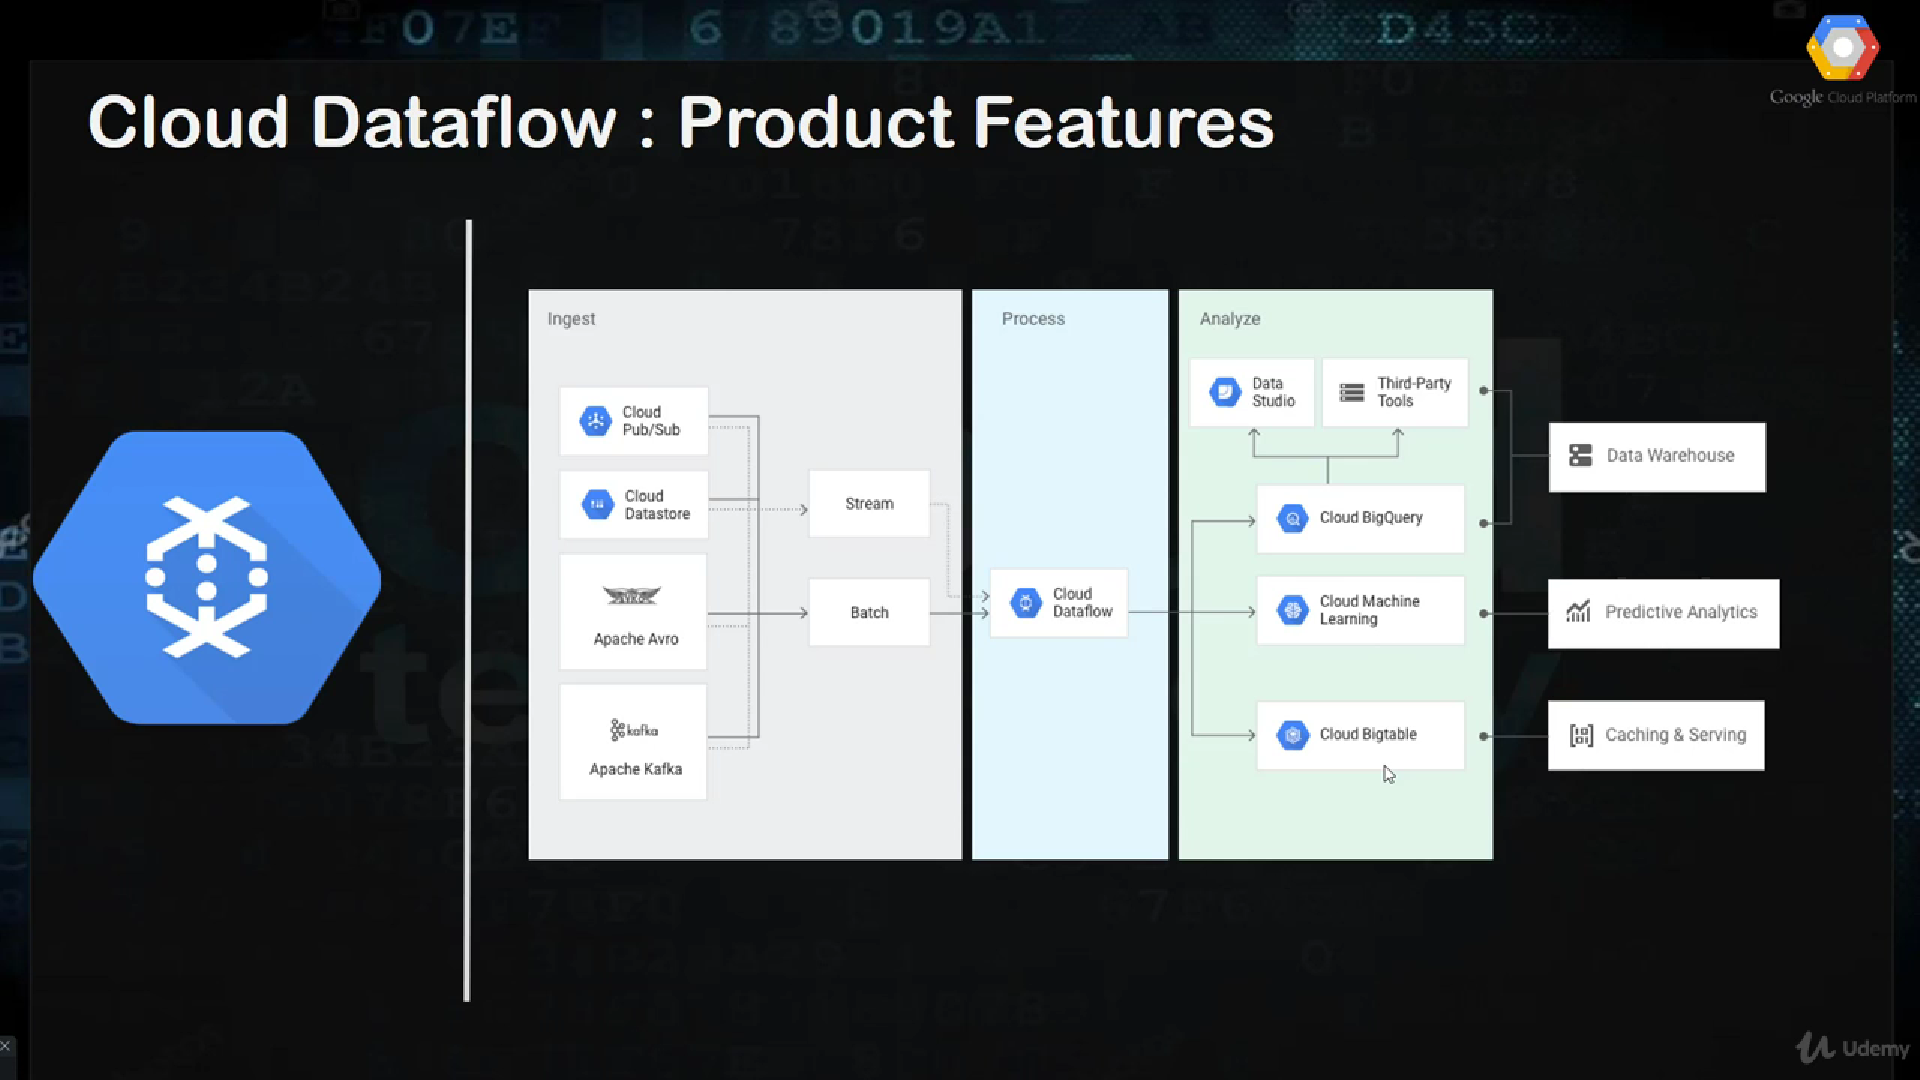 Google Cloud Platform
Cloud Dataflow : Product Features
Ingest
Cloud
Pub/Sub
Cloud
Datastore
Apache Avro
kafka
Apache Kafka
Stream
Batch
Process
Cloud
Dataflow
Analyze
Data
Studio
Third-Party
Tools
Cloud BigQuery
Cloud Machine
Learning
Cloud Bigtable
Data Warehouse
Predictive Analytics
Caching & Serving
Udemy